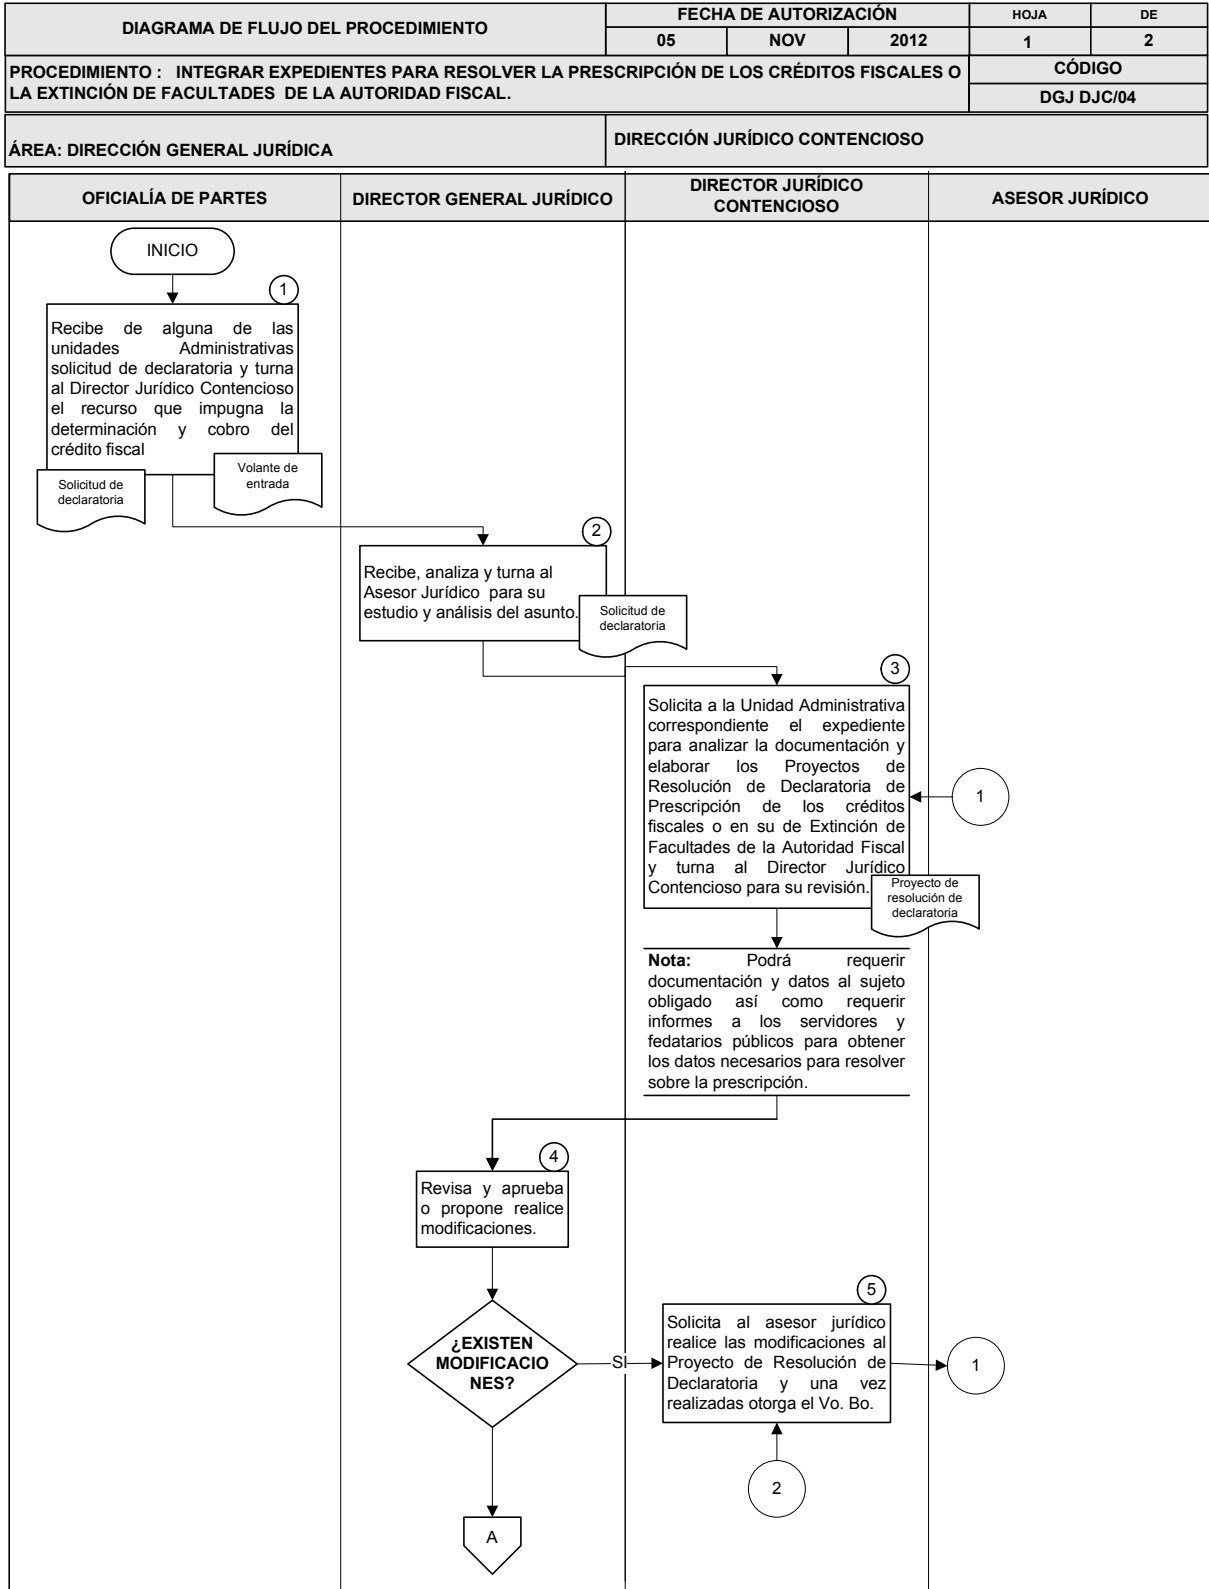 DIAGRAMA DE FLUJO DEL PROCEDIMIENTO
FECHA DE AUTORIZACIÓN
HOJA
DE
05
NOV
2012
1
2
PROCEDIMIENTO : INTEGRAR EXPEDIENTES PARA RESOLVER LA PRESCRIPCIÓN DE LOS CRÉDITOS FISCALES O
LA EXTINCIÓN DE FACULTADES DE LA AUTORIDAD FISCAL.
CÓDIGO
DGJ DJC/04
ÁREA: DIRECCIÓN GENERAL JURÍDICA
DIRECCIÓN JURÍDICO CONTENCIOSO
OFICIALÍA DE PARTES
DIRECTOR GENERAL JURÍDICO
DIRECTOR JURÍDICO
CONTENCIOSO
ASESOR JURÍDICO
INICIO
1
Recibe de alguna de las
unidades Administrativas
solicitud de declaratoria y turna
al Director Jurídico Contencioso
el recurso que impugna la
determinación y cobro del
crédito fiscal
Solicitud de
declaratoria
Volante de
entrada
2
Recibe, analiza y turna al
Asesor Jurídico para su
estudio y análisis del asunto.
Solicitud de
declaratoria
3
Solicita a la Unidad Administrativa
correspondiente el expediente
para analizar la documentación y
elaborar los Proyectos de
Resolución de Declaratoria de
Prescripción de los créditos
fiscales o en su de Extinción de
Facultades de la Autoridad Fiscal
y turna al Director Jurídico
Contencioso para su revisión.
1
Proyecto de
resolución de
declaratoria
Nota: Podrá requerir
documentación y datos al sujeto
obligado así como requerir
informes a los servidores y
fedatarios públicos para obtener
los datos necesarios para resolver
sobre la prescripción.
4
Revisa y aprueba
o propone realice
modificaciones.
¿EXISTEN
MODIFICACIO
NES?
SI
5
Solicita al asesor jurídico
realice las modificaciones al
Proyecto de Resolución de
Declaratoria y una vez
realizadas otorga el Vo. Bo.
1
2
A